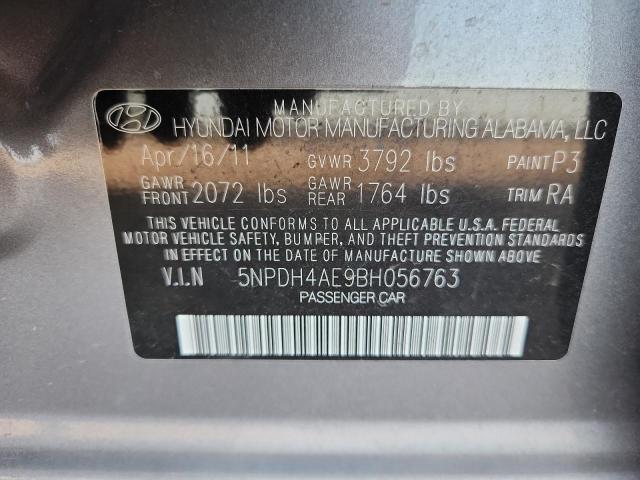 MANUFACTURED BY
HYUNDAI MOTOR MANUFACTURING ALABAMA, LLC
Apr/16/11 GVWR 3792 lbs PAINT P3
GAWR FRONT 2072 lbs GAWR REAR 1764 lbs TRIM RA
THIS VEHICLE CONFORMS TO ALL APPLICABLE U.S.A. FEDERAL
MOTOR VEHICLE SAFETY, BUMPER, AND THEFT PREVENTION STANDARDS
IN EFFECT ON THE DATE OF MANUFACTURE SHOWN ABOVE
V.I.N 5NPDH4AE9BH056763
PASSENGER CAR